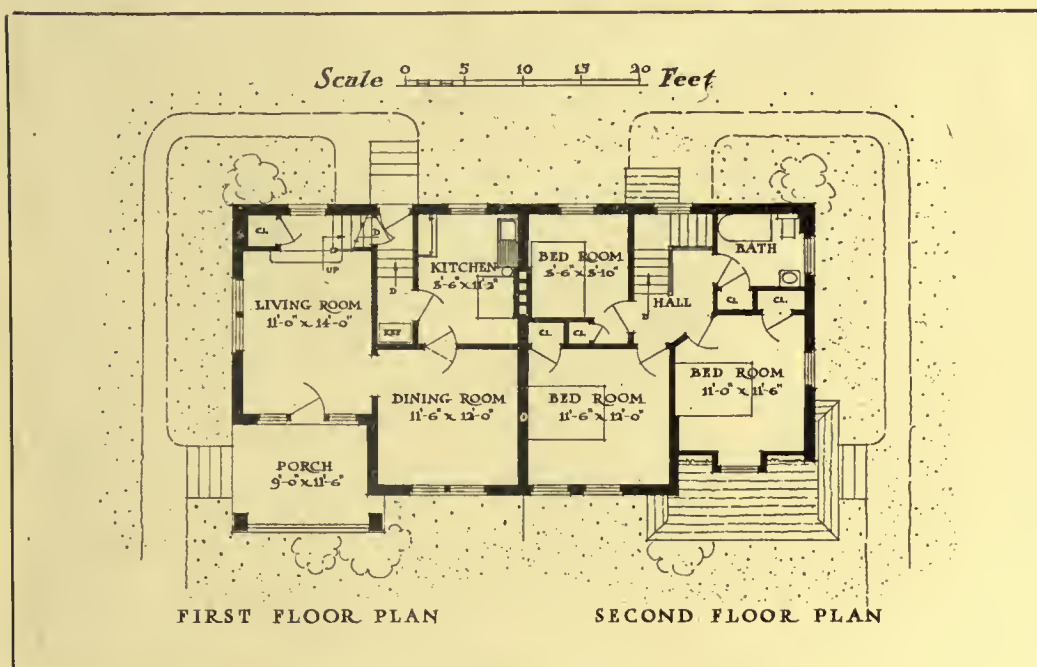 Scale 0 5 10 15 20 Feet
CL.
D
UP
KITCHEN
8'-6" x 11'-2"
D
REF
LIVING ROOM
11'-0" x 14'-0"
DINING ROOM
11'-6" x 12'-0"
PORCH
9'-0" x 11'-6"
BED ROOM
8'-6" x 8'-10"
HALL
D
BATH
CL.
CL.
CL.
CL.
BED ROOM
11'-6" x 12'-0"
BED ROOM
11'-0" x 11'-6"
FIRST FLOOR PLAN
SECOND FLOOR PLAN